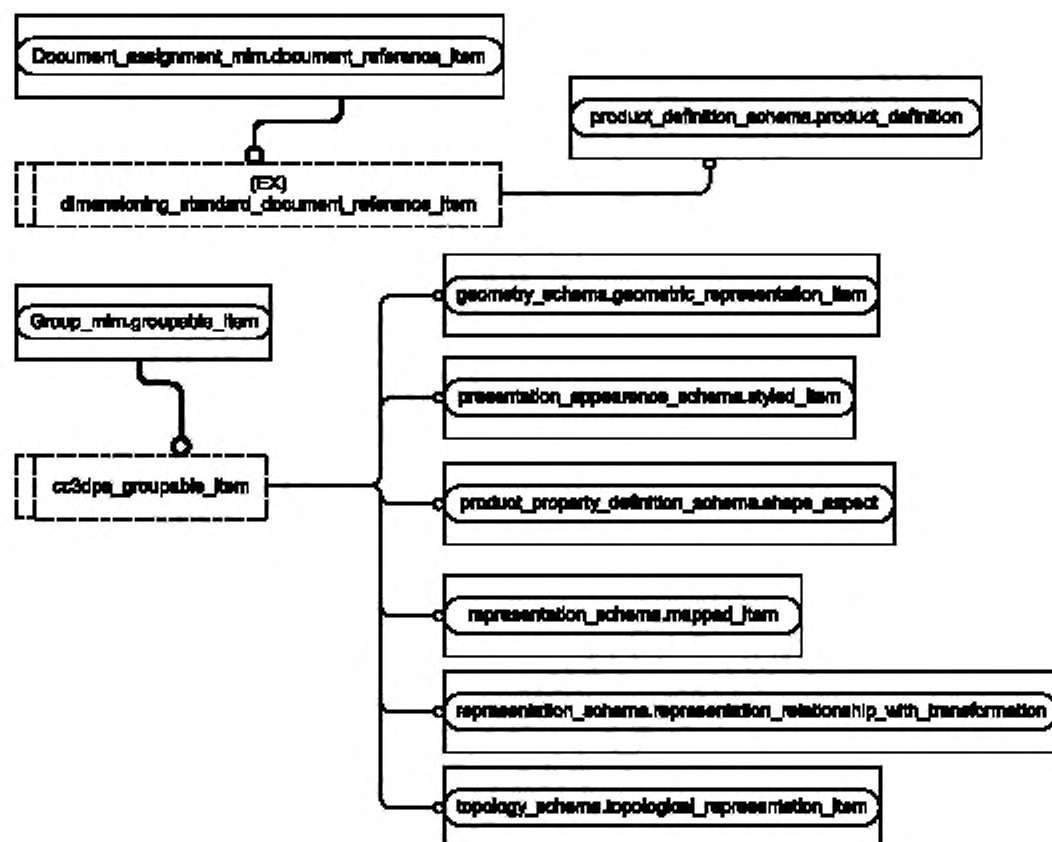 Document_assignment_mim.document_reference_item
product_definition_schema.product_definition
(EX)
dimensioning_standard_document_reference_item
geometry_schema.geometric_representation_item
Group_mim.groupable_item
presentation_appearance_schema.styled_item
cc3dpa_groupable_item
product_property_definition_schema.shape_aspect
representation_schema.mapped_item
representation_schema.representation_relationship_with_transformation
topology_schema.topological_representation_item